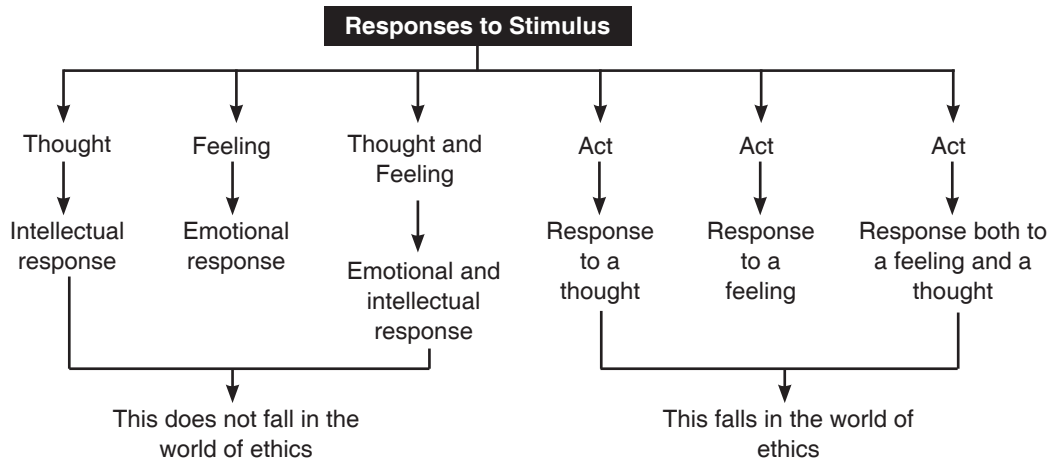 Responses to Stimulus
Thought
Feeling
Thought and
Feeling
Act
Act
Act
Intellectual
response
Emotional
response
Emotional and
intellectual
response
Response
to a
thought
Response
to a
feeling
Response both to
a feeling and a
thought
This does not fall in the
world of ethics
This falls in the world of
ethics